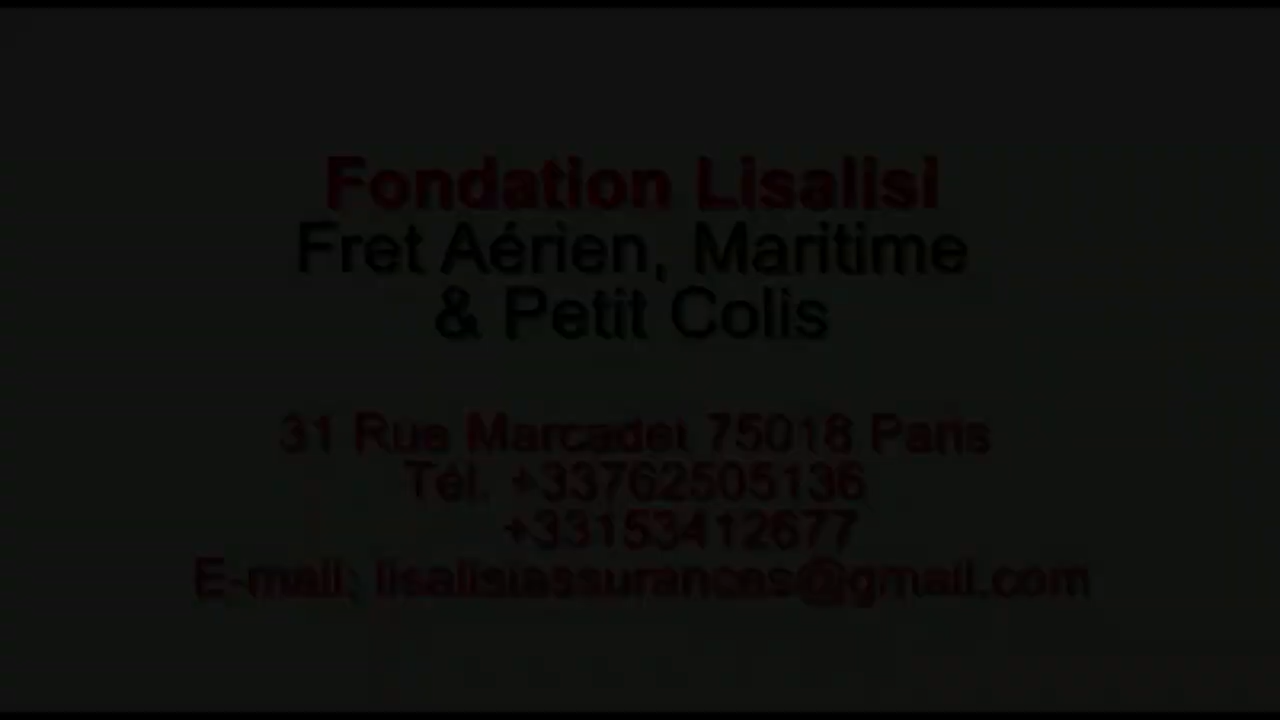 Fondation Lisalisi
Fret Aérien, Maritime
& Petit Colis
31 Rue Marcadet 75018 Paris
Tél. +33762505136
+33153412677
E-mail: lisalisiassurances@gmail.com